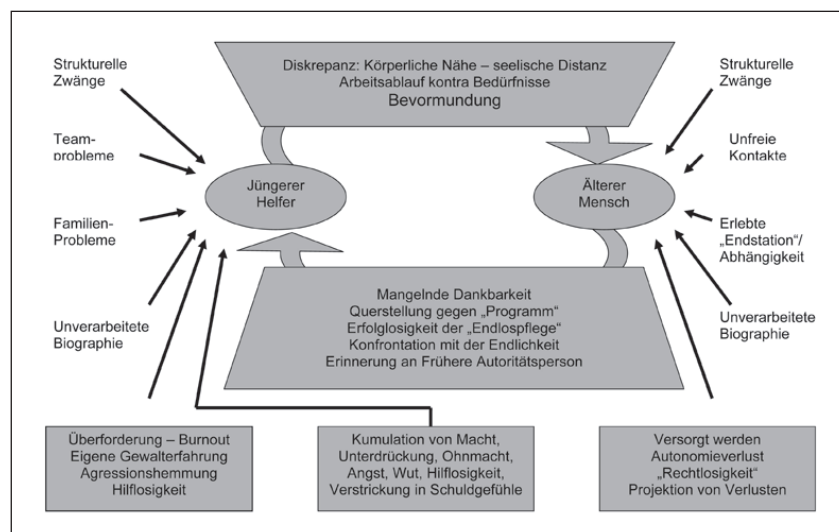 Diskrepanz: Körperliche Nähe – seelische Distanz
Arbeitsablauf kontra Bedürfnisse
Bevormundung
Strukturelle
Zwänge
Team-
probleme
Familien-
Probleme
Unverarbeitete
Biographie
Jüngerer
Helfer
Älterer
Mensch
Strukturelle
Zwänge
Unfreie
Kontakte
Erlebte
„Endstation“/
Abhängigkeit
Unverarbeitete
Biographie
Mangelnde Dankbarkeit
Querstellung gegen „Programm“
Erfolglosigkeit der „Endlospflege“
Konfrontation mit der Endlichkeit
Erinnerung an Frühere Autoritätsperson
Überforderung – Burnout
Eigene Gewalterfahrung
Agressionshemmung
Hilflosigkeit
Kumulation von Macht,
Unterdrückung, Ohnmacht,
Angst, Wut, Hilflosigkeit,
Verstrickung in Schuldgefühle
Versorgt werden
Autonomieverlust
„Rechtlosigkeit“
Projektion von Verlusten